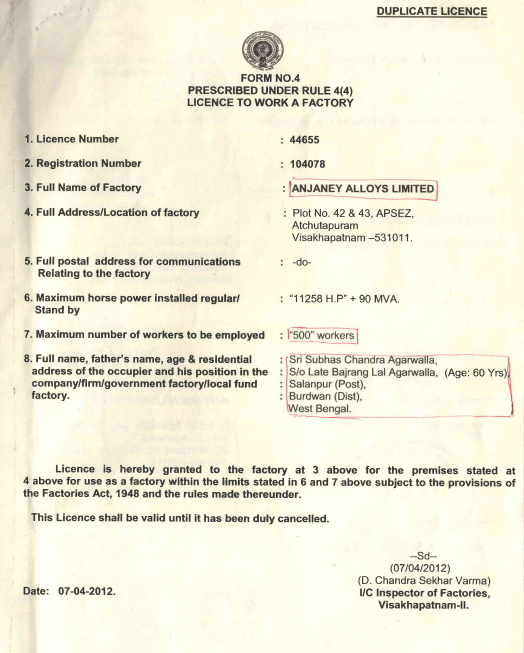 DUPLICATE LICENCE
FORM NO.4
PRESCRIBED UNDER RULE 4(4)
LICENCE TO WORK A FACTORY
1. Licence Number : 44655
2. Registration Number : 104078
3. Full Name of Factory : ANJANEY ALLOYS LIMITED
4. Full Address/Location of factory : Plot No. 42 & 43, APSEZ,
Atchutapuram
Visakhapatnam –531011.
5. Full postal address for communications : -do-
Relating to the factory
6. Maximum horse power installed regular/ : "11258 H.P" + 90 MVA.
Stand by
7. Maximum number of workers to be employed : "500" workers
8. Full name, father's name, age & residential : Sri Subhas Chandra Agarwalla,
address of the occupier and his position in the : S/o Late Bajrang Lal Agarwalla, (Age: 60 Yrs),
company/firm/government factory/local fund : Salanpur (Post),
factory. : Burdwan (Dist),
West Bengal.
Licence is hereby granted to the factory at 3 above for the premises stated at
4 above for use as a factory within the limits stated in 6 and 7 above subject to the provisions of
the Factories Act, 1948 and the rules made thereunder.
This Licence shall be valid until it has been duly cancelled.
--Sd--
(07/04/2012)
(D. Chandra Sekhar Varma)
Date: 07-04-2012. I/C Inspector of Factories,
Visakhapatnam-II.